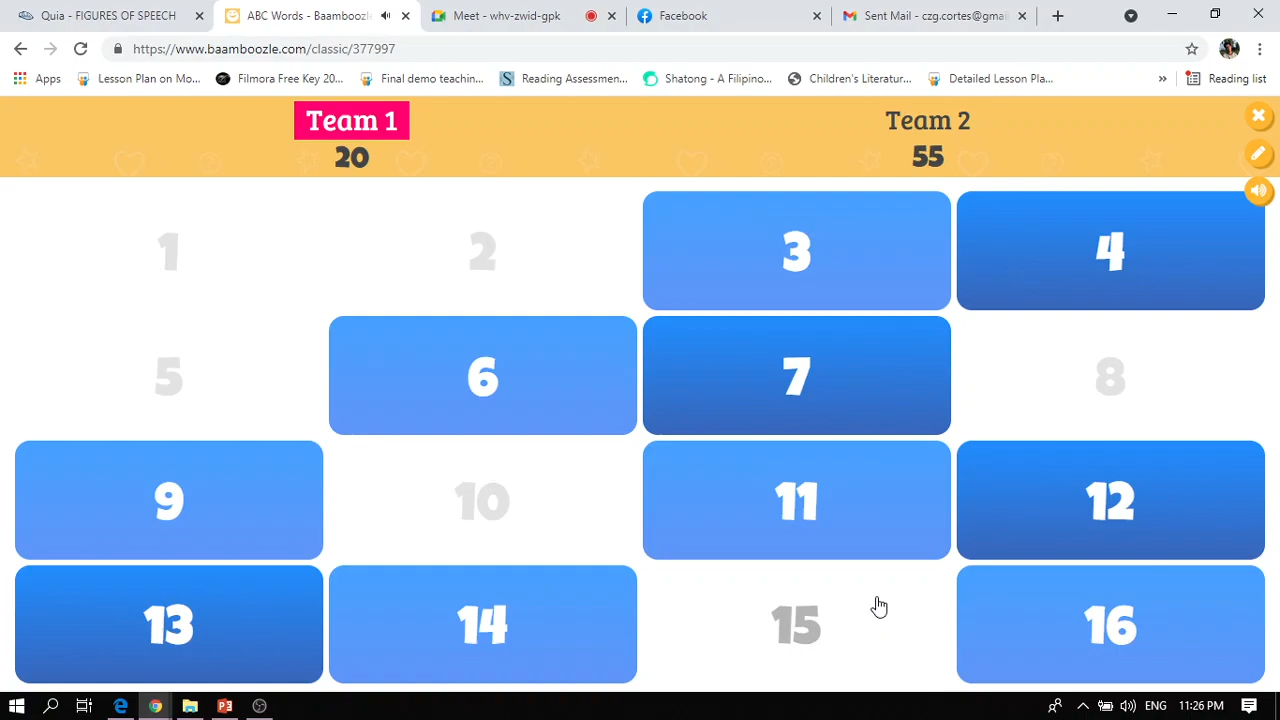 Quia - FIGURES OF SPEECH
ABC Words - Baamboozle
Meet - whv-zwid-gpk
Facebook
Sent Mail - czg.cortes@gmai
https://www.baamboozle.com/classic/377997
Apps
Lesson Plan on Mo...
Filmora Free Key 20...
Final demo teachin...
Reading Assessmen...
Shatong - A Filipino...
Children's Literatur...
Detailed Lesson Pla...
»
Reading list
Team 1
Team 2
20
55
1
2
3
4
5
6
7
8
9
10
11
12
13
14
15
16
ENG
11:26 PM